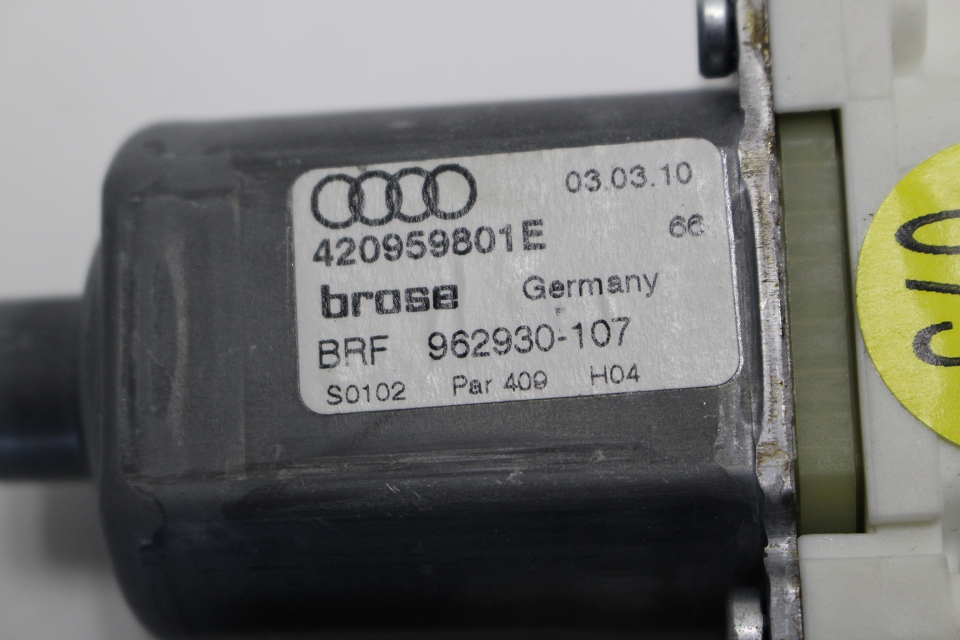 03.03.10
420959801E 66
brose Germany
BRF 962930-107
S0102 Par 409 H04